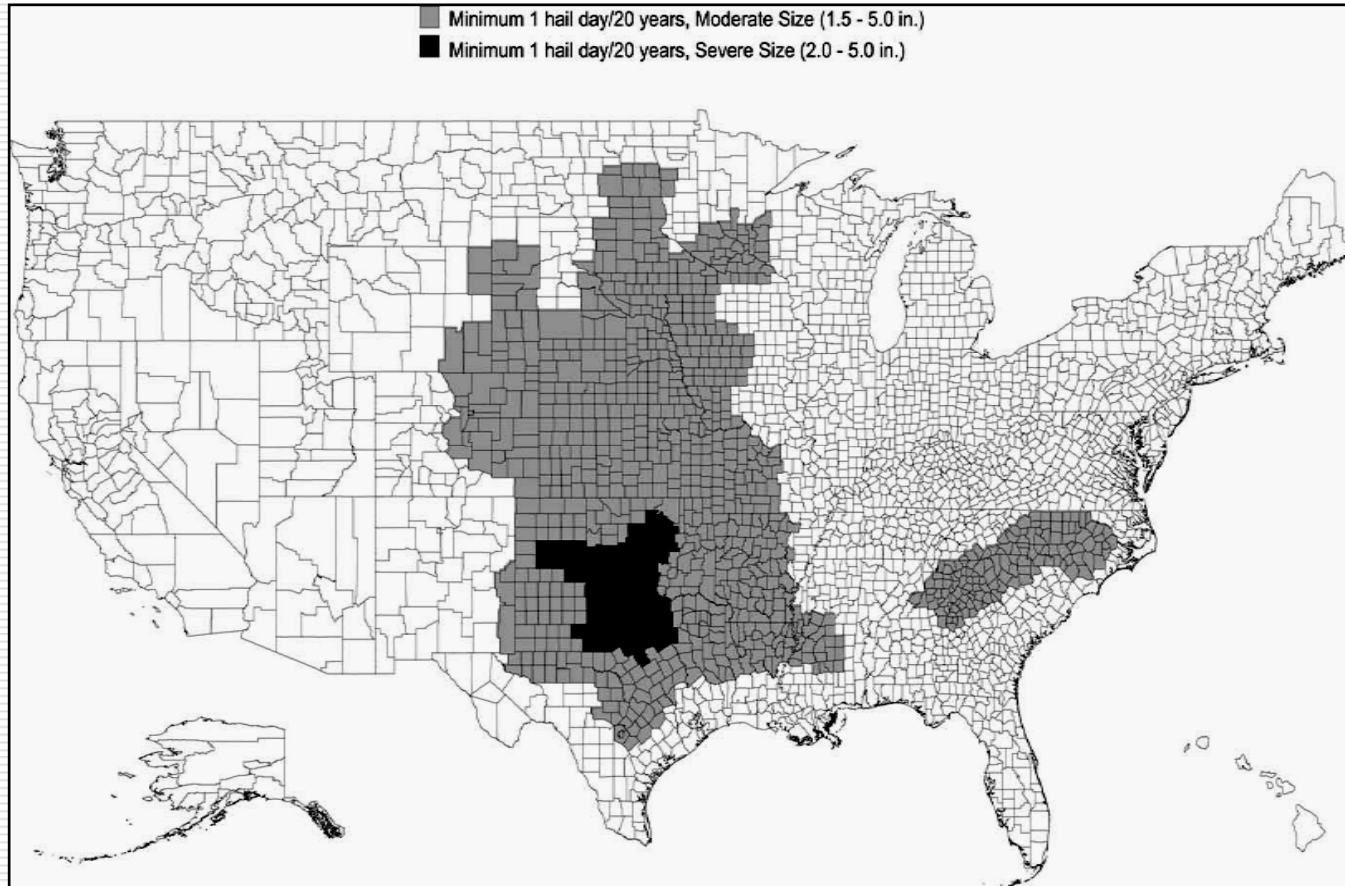 Minimum 1 hail day/20 years, Moderate Size (1.5 - 5.0 in.)
Minimum 1 hail day/20 years, Severe Size (2.0 - 5.0 in.)